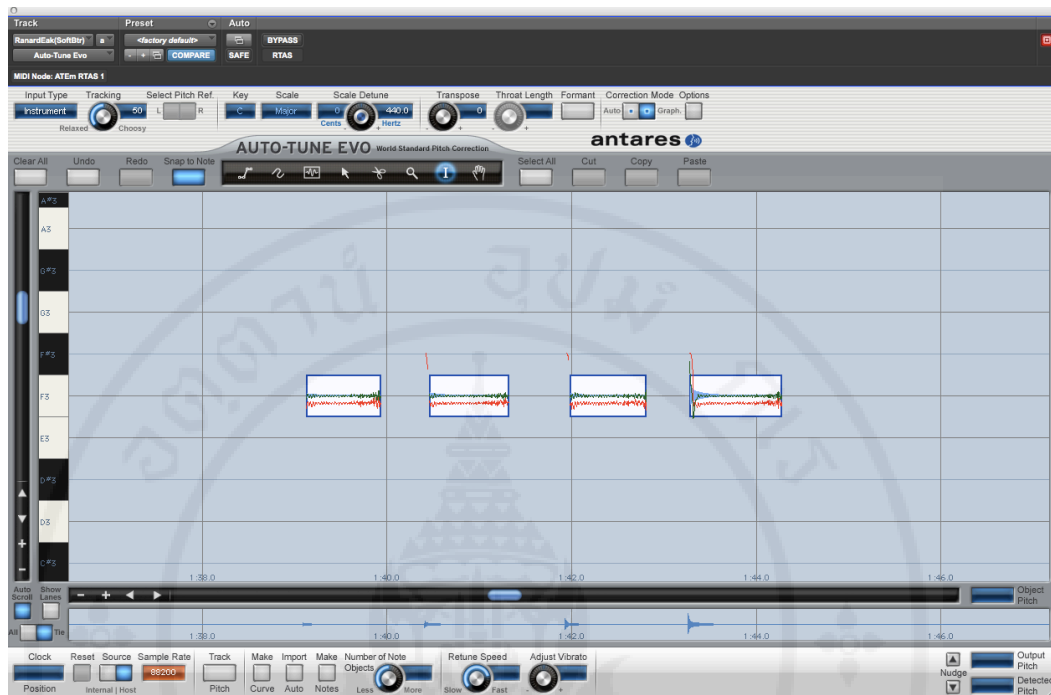 Track Preset Auto
RanardEak(SoftBtr) a <factory default>
BYPASS
Auto-Tune Evo - + COMPARE SAFE RTAS
MIDI Node: ATEm RTAS 1
Input Type Tracking Select Pitch Ref. Key Scale Scale Detune Transpose Throat Length Formant Correction Mode Options
Instrument 50 L R C Major 0 440.0 0 Auto Graph.
Relaxed Choosy Cents - + Hertz - + - +
antares
AUTO-TUNE EVO World Standard Pitch Correction
Clear All Undo Redo Snap to Note Select All Cut Copy Paste
A#3
A3
G#3
G3
F#3
F3
E3
D#3
D3
C#3
1:38.0 1:40.0 1:42.0 1:44.0 1:46.0
Auto Scroll Show Lanes - + Object Pitch
All Tie
1:38.0 1:40.0 1:42.0 1:44.0 1:46.0
Clock Reset Source Sample Rate Track Make Import Make Number of Note Objects Retune Speed Adjust Vibrato Output Pitch
88200 Nudge
Position Internal | Host Pitch Curve Auto Notes Less More Slow Fast - + Detected Pitch